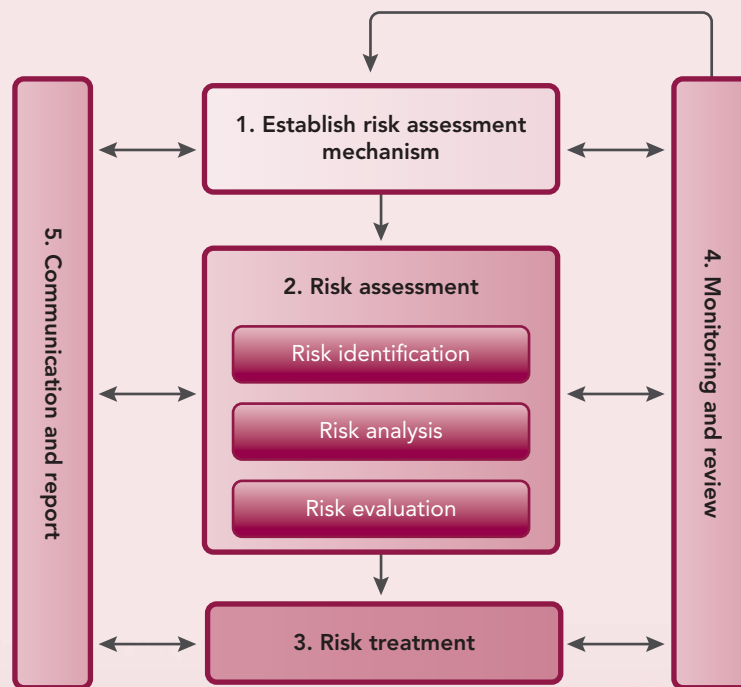 1. Establish risk assessment
mechanism
2. Risk assessment
Risk identification
Risk analysis
Risk evaluation
3. Risk treatment
4. Monitoring and review
5. Communication and report